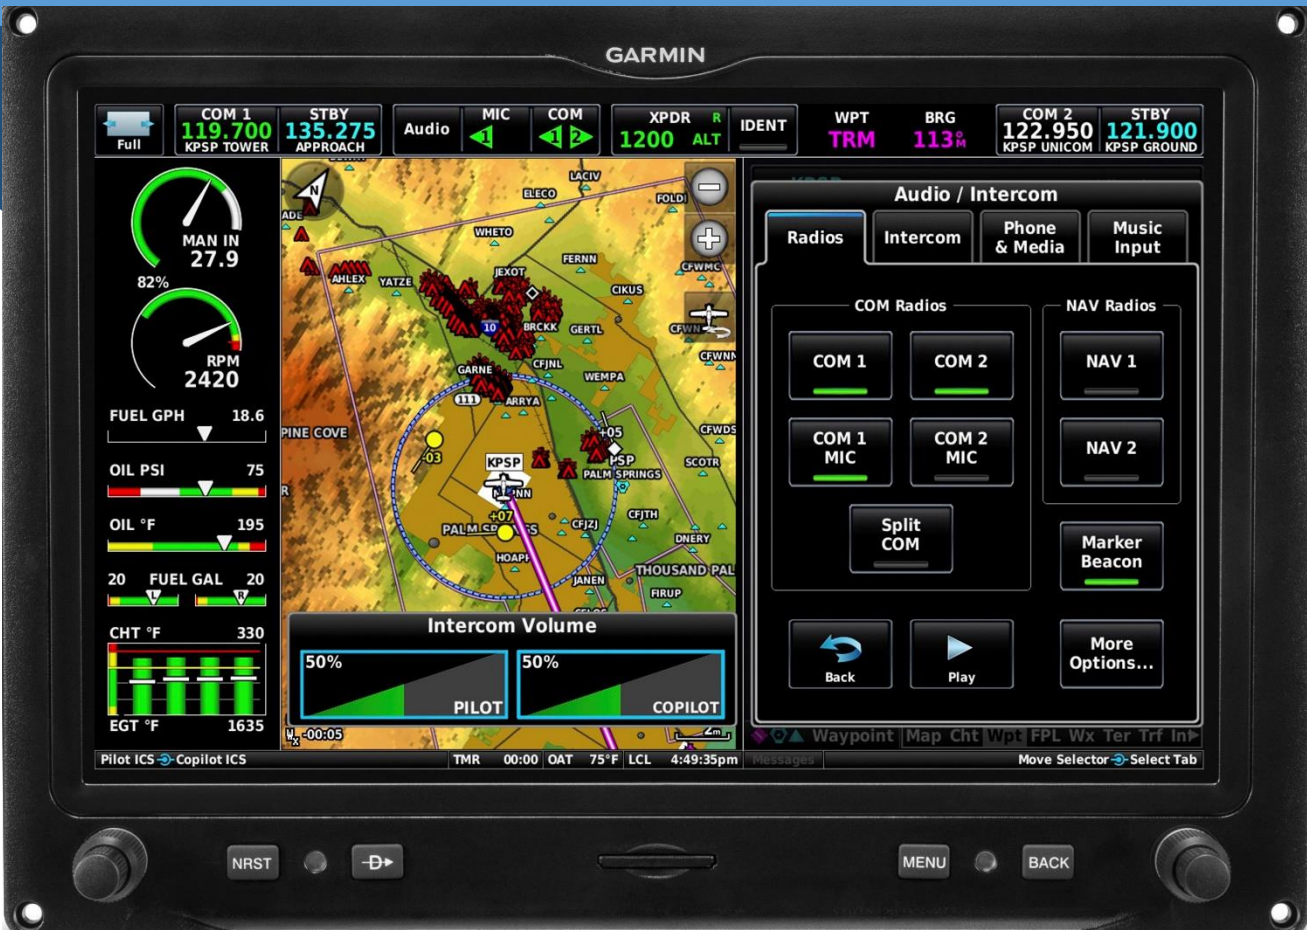 GARMIN
Full
COM 1
119.700
KPSP TOWER
STBY
135.275
APPROACH
Audio
MIC
1
COM
1 2
XPDR R
1200 ALT
IDENT
WPT
TRM
BRG
113°M
COM 2
122.950
KPSP UNICOM
STBY
121.900
KPSP GROUND
MAN IN
27.9
82%
RPM
2420
FUEL GPH 18.6
OIL PSI 75
OIL °F 195
20 FUEL GAL 20
L R
CHT °F 330
EGT °F 1635
N
LACIV
ELECO
FOLDI
WHETO
FERNN
CFWMC
AHLEX
YATZE
JEXOT
CIKUS
10
BRCKK
GERTL
CFWNN
GARNE
CFJNL
WEMPA
111
ARRYA
PINE COVE
+05
CFWDS
-03
KPSP
PSP
SCOTR
PALM SPRINGS
+07
CFJTH
CFJZJ
DNERY
JANEN
THOUSAND PAL
FIRUP
Intercom Volume
50%
PILOT
50%
COPILOT
-00:05
Audio / Intercom
Radios
Intercom
Phone
& Media
Music
Input
COM Radios
NAV Radios
COM 1
COM 2
NAV 1
COM 1
MIC
COM 2
MIC
NAV 2
Split
COM
Marker
Beacon
Back
Play
More
Options...
Waypoint Map Cht Wpt FPL Wx Ter Trf In
Pilot ICS Copilot ICS
TMR 00:00 OAT 75°F LCL 4:49:35pm
Messages
Move Selector Select Tab
NRST
D
MENU
BACK